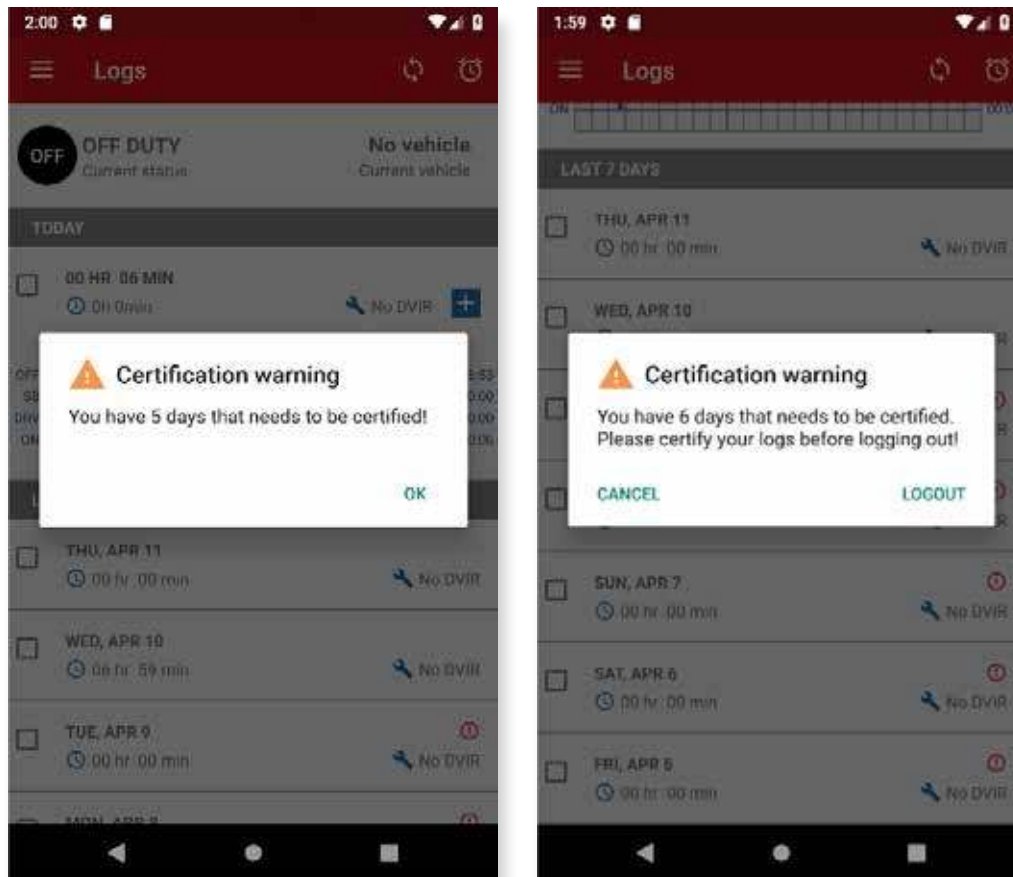 2:00
Logs
OFF
OFF DUTY
Current status
No vehicle
Current vehicle
TODAY
00 HR 06 MIN
0h 0min
No DVIR
Certification warning
You have 5 days that needs to be certified!
OK
THU, APR 11
00 hr 00 min
No DVIR
WED, APR 10
06 hr 59 min
No DVIR
TUE, APR 9
00 hr 00 min
No DVIR
MON, APR 8
1:59
Logs
ON
LAST 7 DAYS
THU, APR 11
00 hr 00 min
No DVIR
WED, APR 10
Certification warning
You have 6 days that needs to be certified.
Please certify your logs before logging out!
CANCEL
LOGOUT
SUN, APR 7
00 hr 00 min
No DVIR
SAT, APR 6
00 hr 00 min
No DVIR
FRI, APR 5
00 hr 00 min
No DVIR